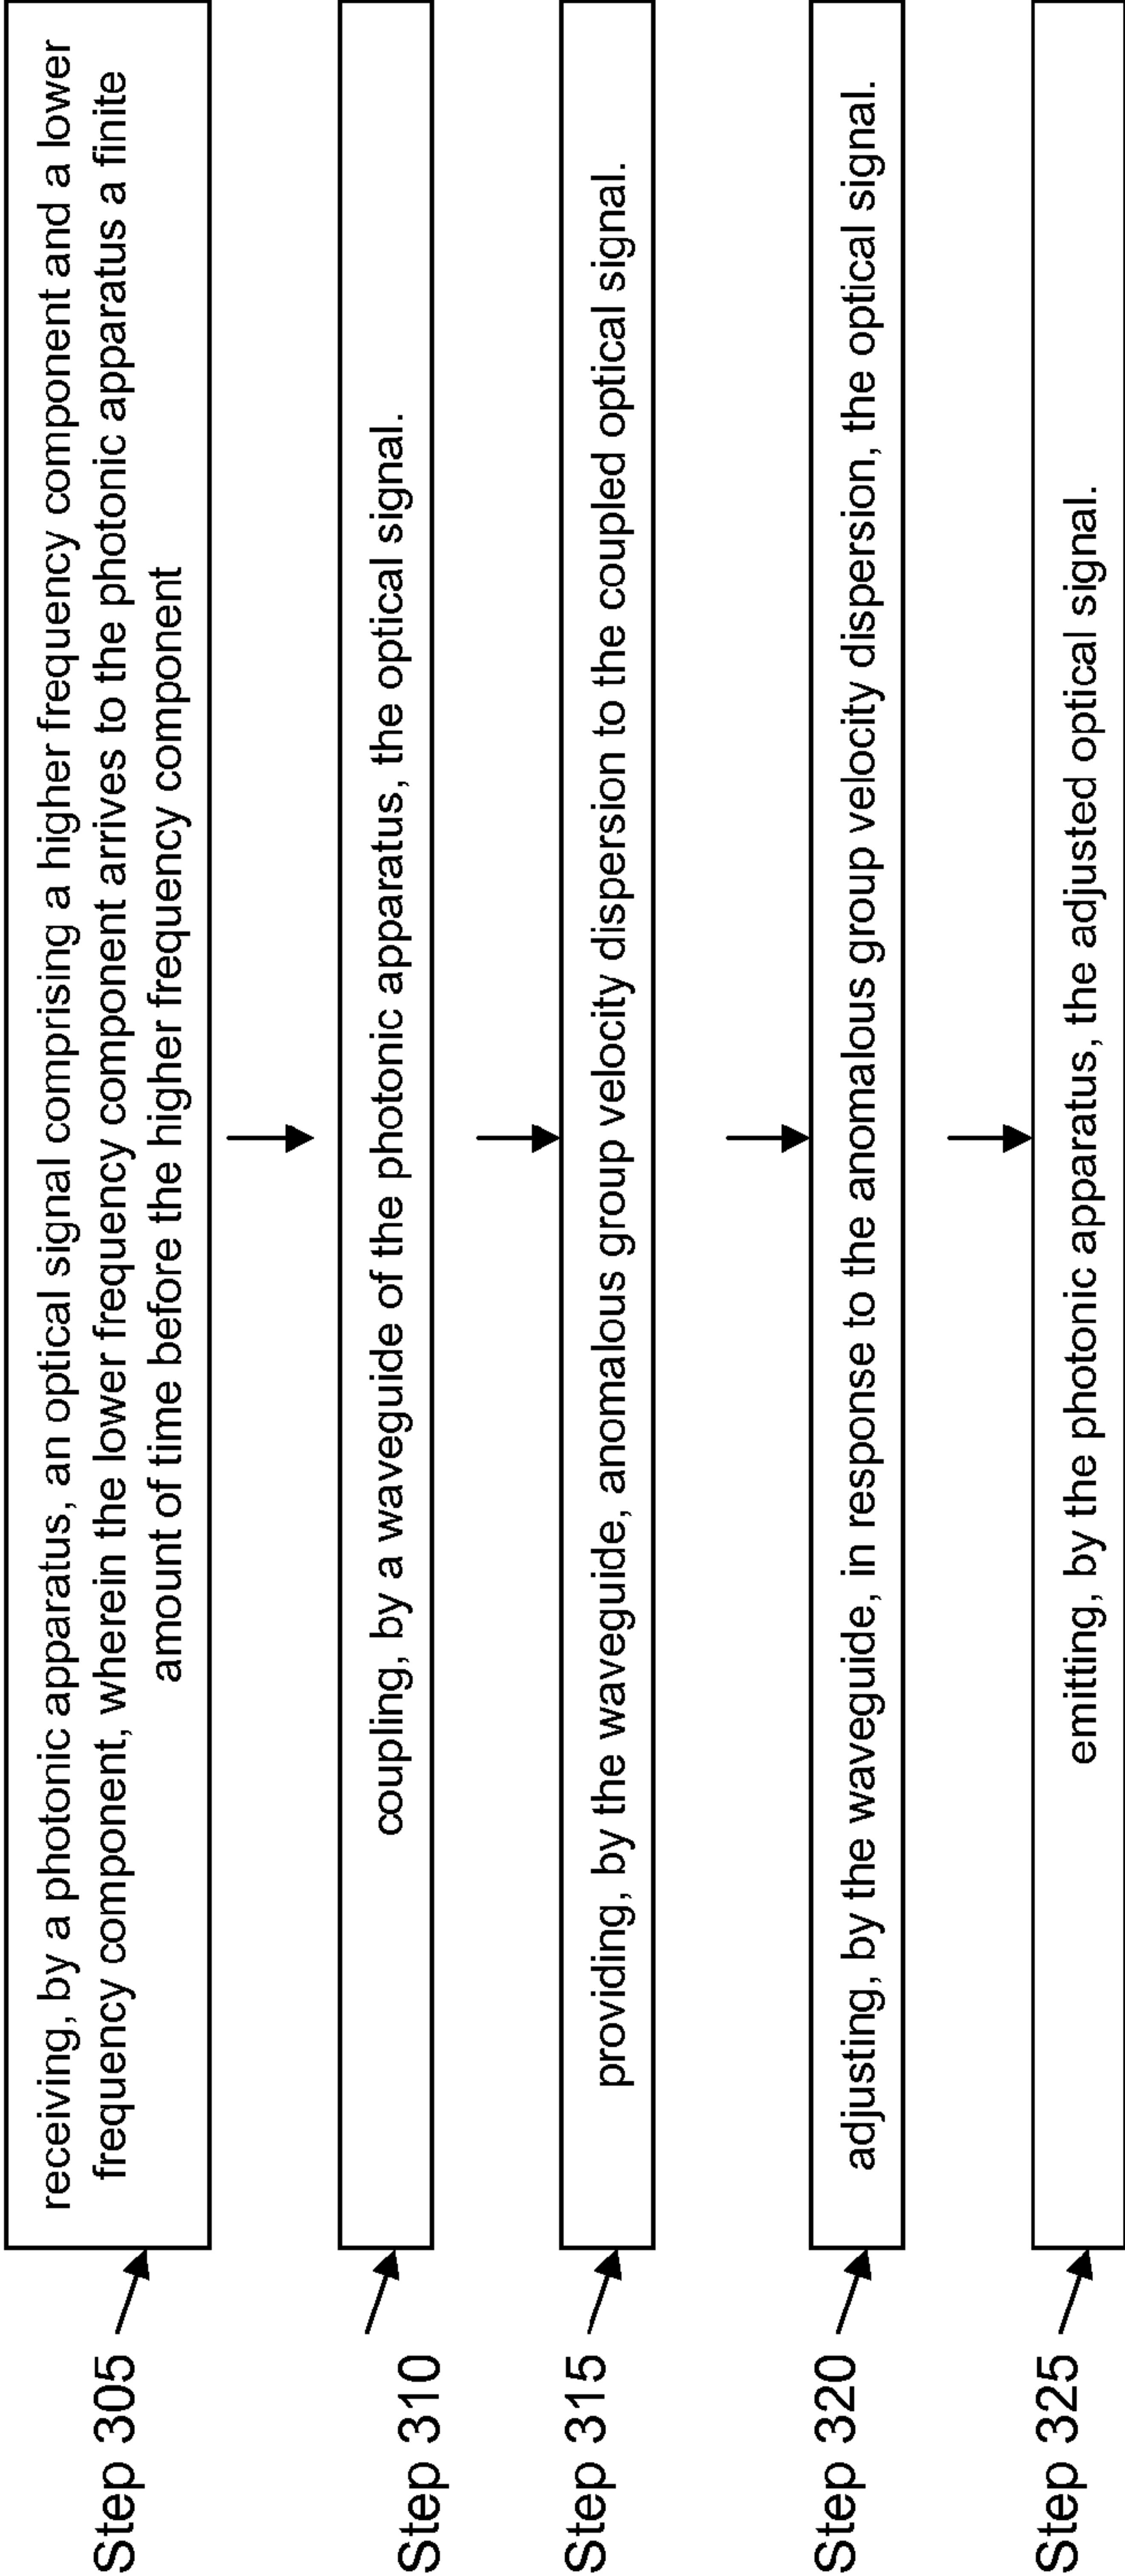 Step 305
receiving, by a photonic apparatus, an optical signal comprising a higher frequency component and a lower
frequency component, wherein the lower frequency component arrives to the photonic apparatus a finite
amount of time before the higher frequency component
Step 310
coupling, by a waveguide of the photonic apparatus, the optical signal.
Step 315
providing, by the waveguide, anomalous group velocity dispersion to the coupled optical signal.
Step 320
adjusting, by the waveguide, in response to the anomalous group velocity dispersion, the optical signal.
Step 325
emitting, by the photonic apparatus, the adjusted optical signal.